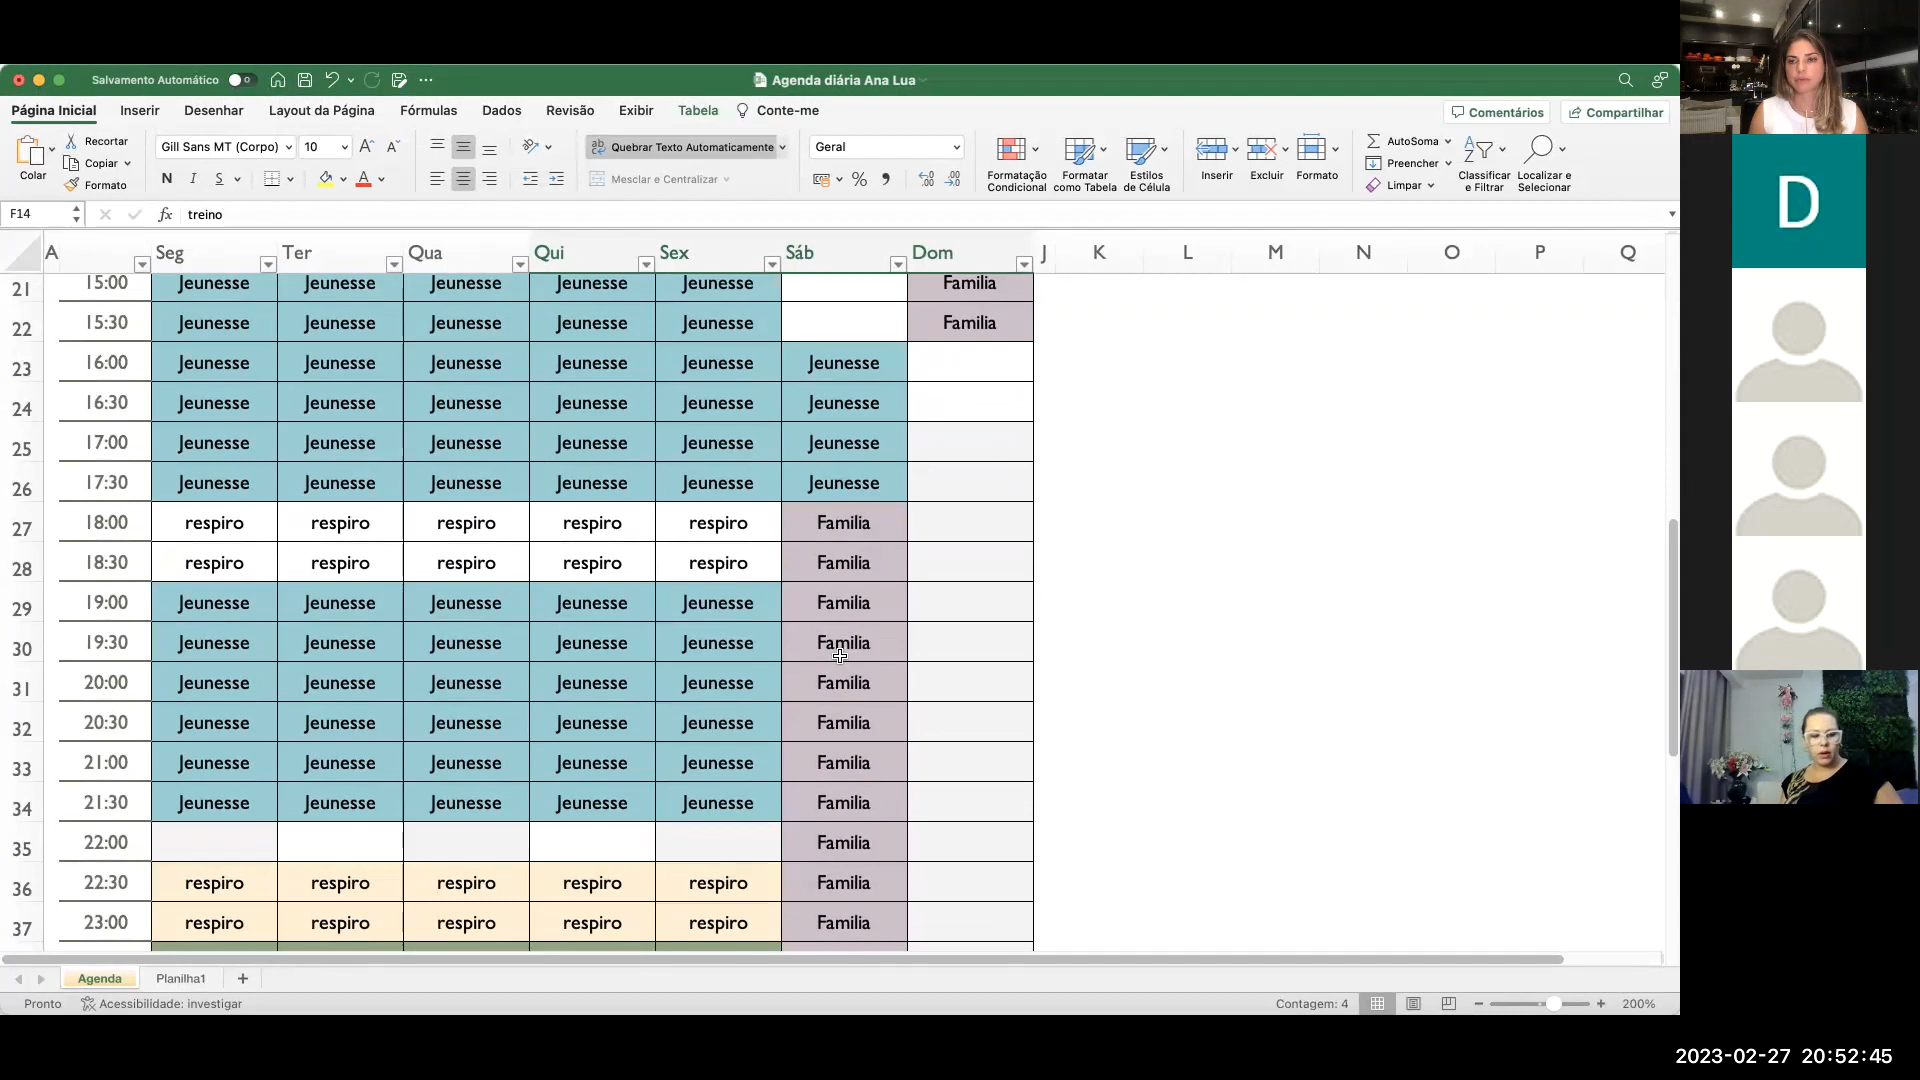 Salvamento Automático
Agenda diária Ana Lua
Página Inicial Inserir Desenhar Layout da Página Fórmulas Dados Revisão Exibir Tabela Conte-me Comentários Compartilhar
Colar Recortar Copiar Formato
Gill Sans MT (Corpo) 10
N I S
Quebrar Texto Automaticamente
Mesclar e Centralizar
Geral
Formatação Condicional
Formatar como Tabela
Estilos de Célula
Inserir Excluir Formato
AutoSoma
Preencher
Limpar
Classificar e Filtrar
Localizar e Selecionar
F14 fx treino
A Seg Ter Qua Qui Sex Sáb Dom J K L M N O P Q
21 15:00 Jeunesse Jeunesse Jeunesse Jeunesse Jeunesse Familia
22 15:30 Jeunesse Jeunesse Jeunesse Jeunesse Jeunesse Familia
23 16:00 Jeunesse Jeunesse Jeunesse Jeunesse Jeunesse Jeunesse
24 16:30 Jeunesse Jeunesse Jeunesse Jeunesse Jeunesse Jeunesse
25 17:00 Jeunesse Jeunesse Jeunesse Jeunesse Jeunesse Jeunesse
26 17:30 Jeunesse Jeunesse Jeunesse Jeunesse Jeunesse Jeunesse
27 18:00 respiro respiro respiro respiro respiro Familia
28 18:30 respiro respiro respiro respiro respiro Familia
29 19:00 Jeunesse Jeunesse Jeunesse Jeunesse Jeunesse Familia
30 19:30 Jeunesse Jeunesse Jeunesse Jeunesse Jeunesse Familia
31 20:00 Jeunesse Jeunesse Jeunesse Jeunesse Jeunesse Familia
32 20:30 Jeunesse Jeunesse Jeunesse Jeunesse Jeunesse Familia
33 21:00 Jeunesse Jeunesse Jeunesse Jeunesse Jeunesse Familia
34 21:30 Jeunesse Jeunesse Jeunesse Jeunesse Jeunesse Familia
35 22:00 Familia
36 22:30 respiro respiro respiro respiro respiro Familia
37 23:00 respiro respiro respiro respiro respiro Familia
Agenda Planilha1 +
Pronto Acessibilidade: investigar Contagem: 4 200%
D
2023-02-27 20:52:45